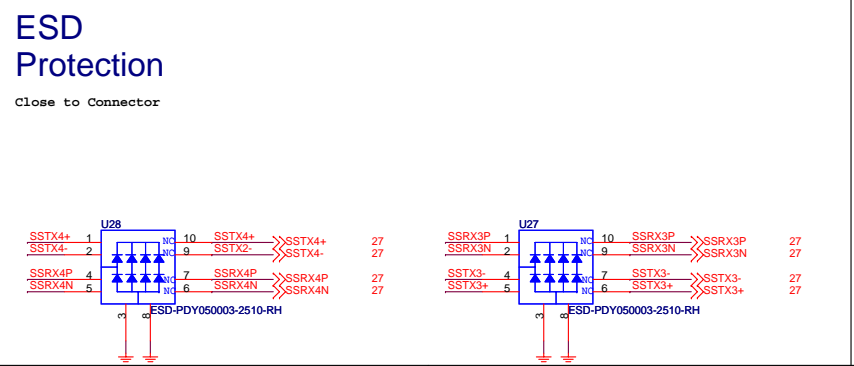 ESD
Protection
Close to Connector
U28
SSTX4+ 1 NC 10 SSTX4+ SSTX4+ 27
SSTX4- 2 NC 9 SSTX2- SSTX4- 27
SSRX4P 4 NC 7 SSRX4P SSRX4P 27
SSRX4N 5 NC 6 SSRX4N SSRX4N 27
3 8 ESD-PDY050003-2510-RH
U27
SSRX3P 1 NC 10 SSRX3P SSRX3P 27
SSRX3N 2 NC 9 SSRX3N SSRX3N 27
SSTX3- 4 NC 7 SSTX3- SSTX3- 27
SSTX3+ 5 NC 6 SSTX3+ SSTX3+ 27
3 8 ESD-PDY050003-2510-RH